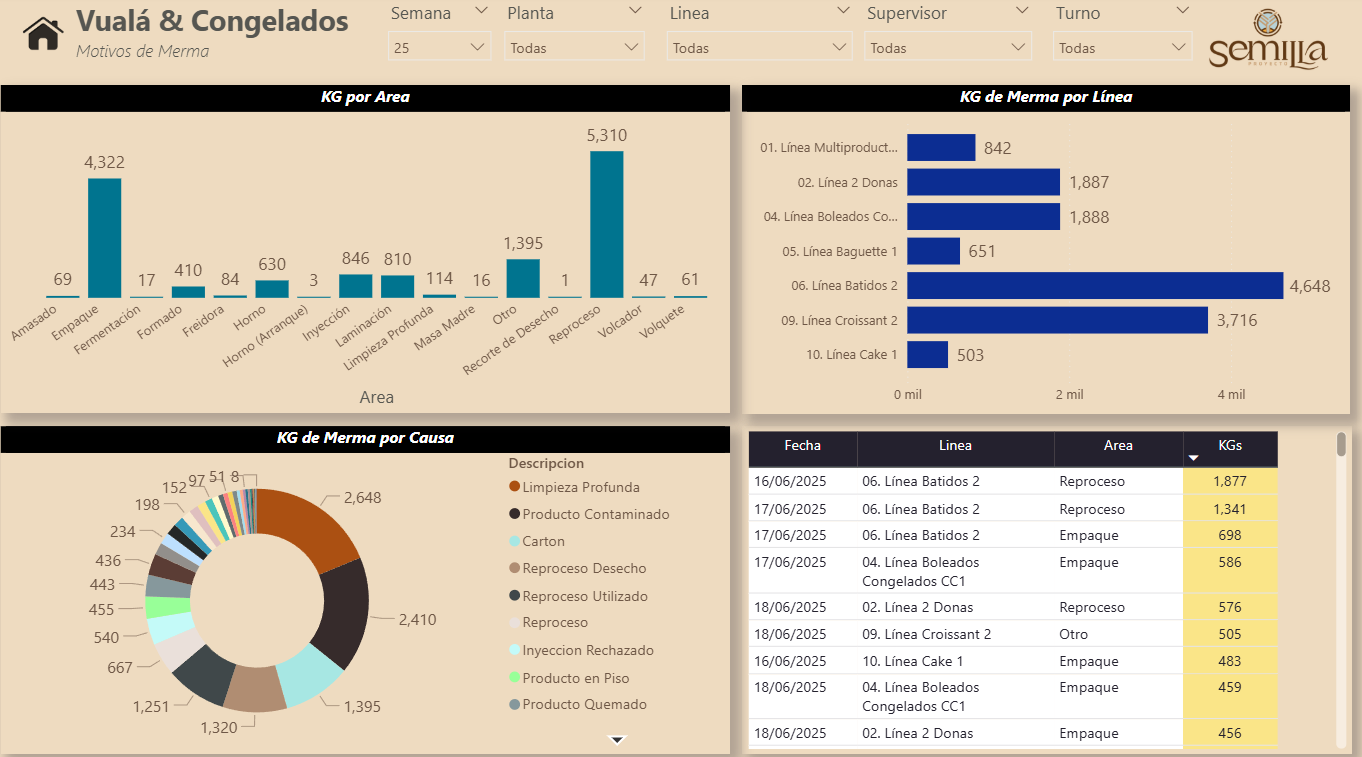 Vualá & Congelados
Motivos de Merma
Semana
25
Planta
Todas
Linea
Todas
Supervisor
Todas
Turno
Todas
SEMILLA
PROYECTO
KG por Area
69
4,322
17
410
84
630
3
846
810
114
16
1,395
1
5,310
47
61
Amasado
Empaque
Fermentación
Formado
Freidora
Horno
Horno (Arranque)
Inyección
Laminación
Limpieza Profunda
Masa Madre
Otro
Recorte de Desecho
Reproceso
Volcador
Volquete
Area
KG de Merma por Línea
01. Línea Multiproduct... 842
02. Línea 2 Donas 1,887
04. Línea Boleados Co... 1,888
05. Línea Baguette 1 651
06. Línea Batidos 2 4,648
09. Línea Croissant 2 3,716
10. Línea Cake 1 503
0 mil 2 mil 4 mil
KG de Merma por Causa
2,648
2,410
1,395
1,320
1,251
667
540
455
443
436
234
198
152
97
51
8
Descripcion
Limpieza Profunda
Producto Contaminado
Carton
Reproceso Desecho
Reproceso Utilizado
Reproceso
Inyeccion Rechazado
Producto en Piso
Producto Quemado
Fecha Linea Area KGs
16/06/2025 06. Línea Batidos 2 Reproceso 1,877
17/06/2025 06. Línea Batidos 2 Reproceso 1,341
17/06/2025 06. Línea Batidos 2 Empaque 698
17/06/2025 04. Línea Boleados Empaque 586
Congelados CC1
18/06/2025 02. Línea 2 Donas Reproceso 576
18/06/2025 09. Línea Croissant 2 Otro 505
16/06/2025 10. Línea Cake 1 Empaque 483
18/06/2025 04. Línea Boleados Empaque 459
Congelados CC1
18/06/2025 02. Línea 2 Donas Empaque 456